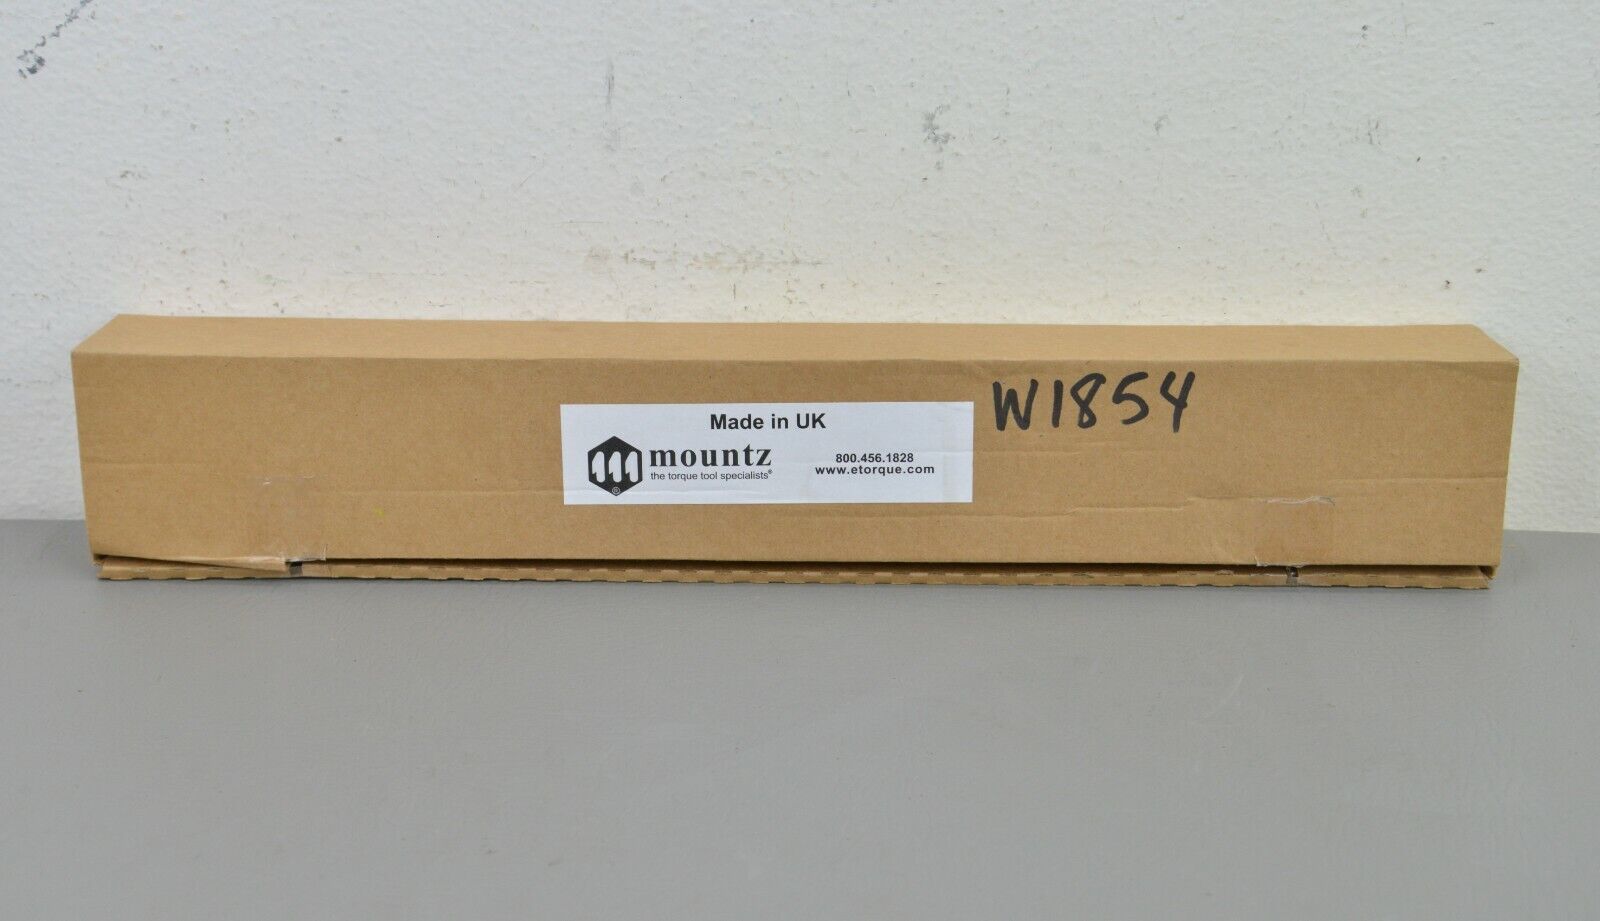 Made in UK
mountz
the torque tool specialists®
®
800.456.1828
www.etorque.com
W1854